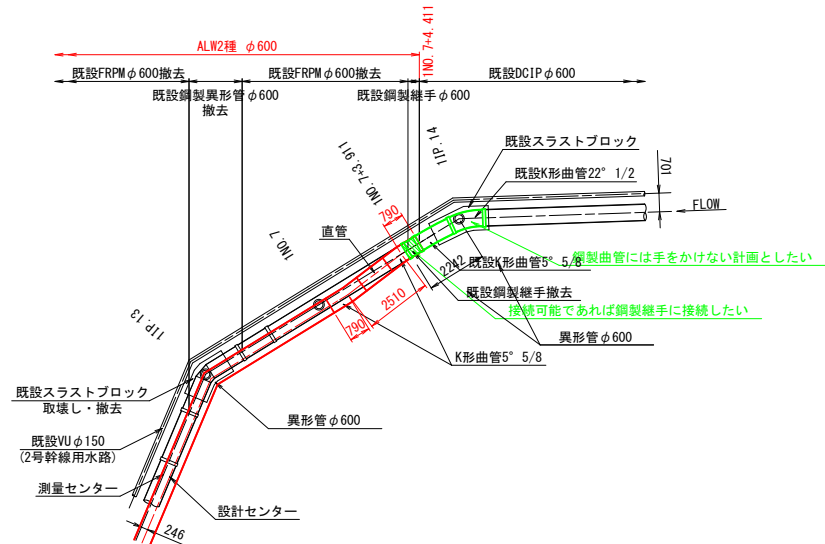 ALW2種 φ600
1NO.7+4.411
既設FRPMφ600撤去
既設FRPMφ600撤去
既設DCIPφ600
既設鋼製異形管φ600
撤去
既設鋼製継手φ600
1IP.14
既設スラストブロック
701
1NO.7+3.911
既設K形曲管22° 1/2
790
FLOW
直管
1NO.7
鋼製曲管には手をかけない計画としたい
2242
既設K形曲管5° 5/8
既設鋼製継手撤去
2510
接続可能であれば鋼製継手に接続したい
1IP.13
790
異形管φ600
K形曲管5° 5/8
既設スラストブロック
取壊し・撤去
異形管φ600
既設VUφ150
(2号幹線用水路)
測量センター
設計センター
246